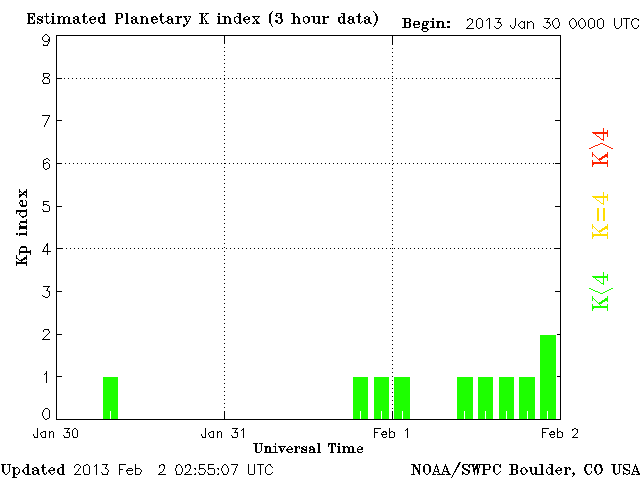 Estimated Planetary K index (3 hour data)
Begin: 2013 Jan 30 0000 UTC
9
8
7
6
5
4
3
2
1
0
Kp index
K>4
K=4
K<4
Jan 30
Jan 31
Feb 1
Feb 2
Universal Time
Updated 2013 Feb 2 02:55:07 UTC
NOAA/SWPC Boulder, CO USA